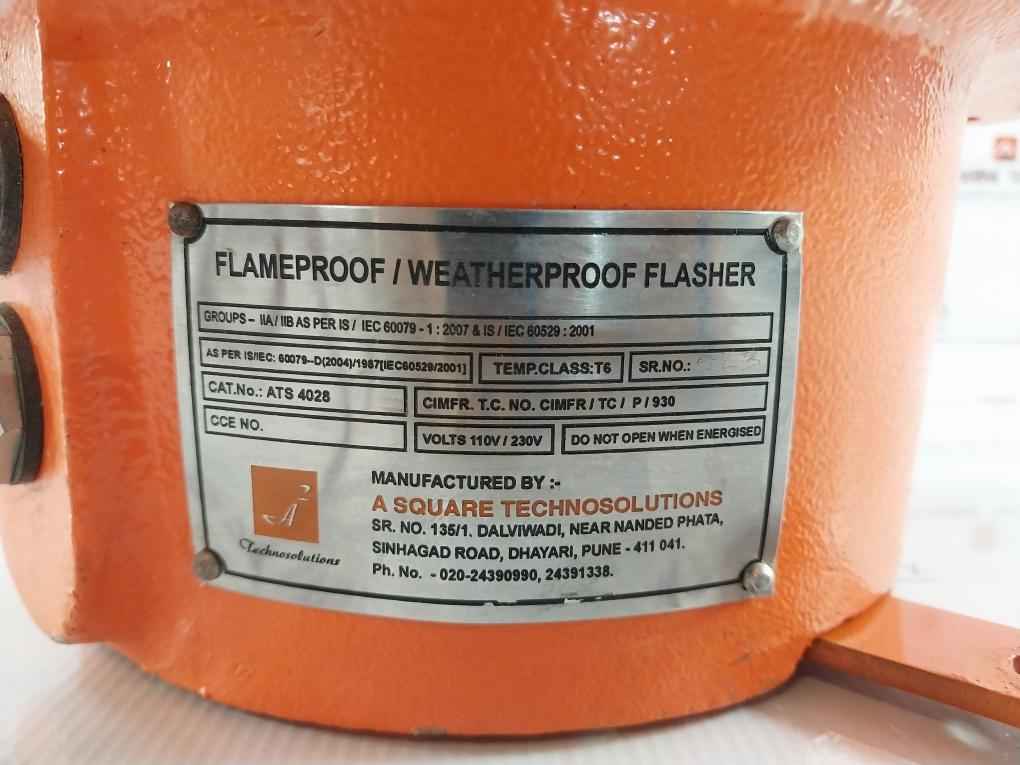 FLAMEPROOF / WEATHERPROOF FLASHER
GROUPS - IIA / IIB AS PER IS / IEC 60079 - 1 : 2007 & IS / IEC 60529 : 2001
AS PER IS/IEC: 60079--D(2004)/1987[IEC60529/2001] TEMP.CLASS:T6 SR.NO.:
CAT.No.: ATS 4028 CIMFR. T.C. NO. CIMFR / TC / P / 930
CCE NO. VOLTS 110V / 230V DO NOT OPEN WHEN ENERGISED
A2
Technosolutions
MANUFACTURED BY :-
A SQUARE TECHNOSOLUTIONS
SR. NO. 135/1. DALVIWADI, NEAR NANDED PHATA,
SINHAGAD ROAD, DHAYARI, PUNE - 411 041.
Ph. No. - 020-24390990, 24391338.